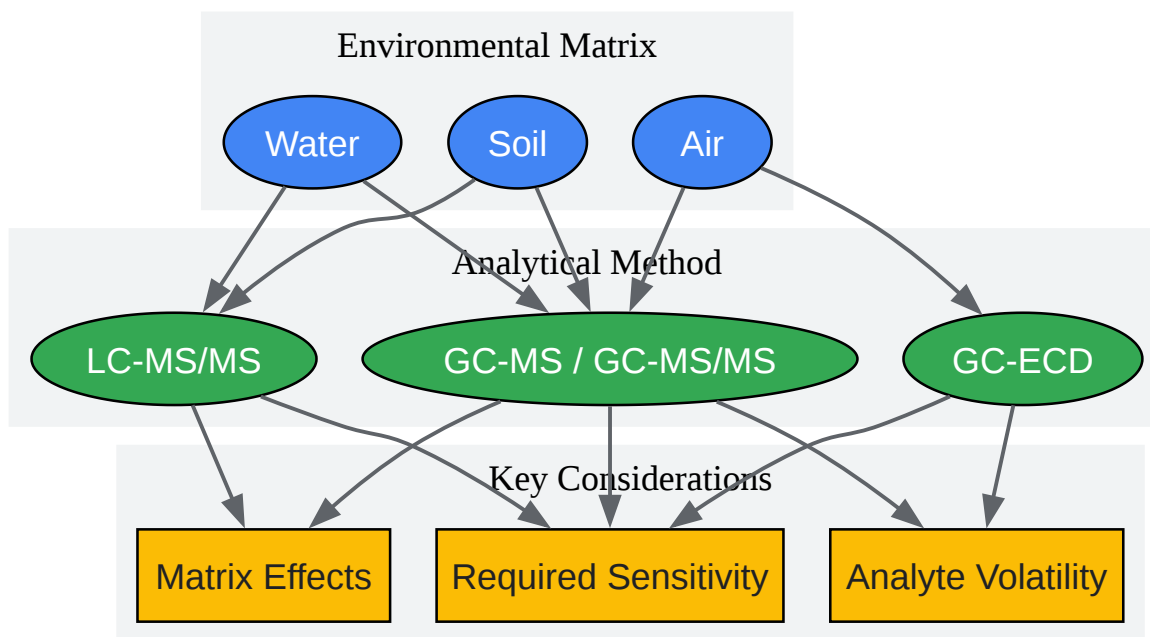 Environmental Matrix
Water
Soil
Air
Analytical Method
LC-MS/MS
GC-MS / GC-MS/MS
GC-ECD
Key Considerations
Matrix Effects
Required Sensitivity
Analyte Volatility